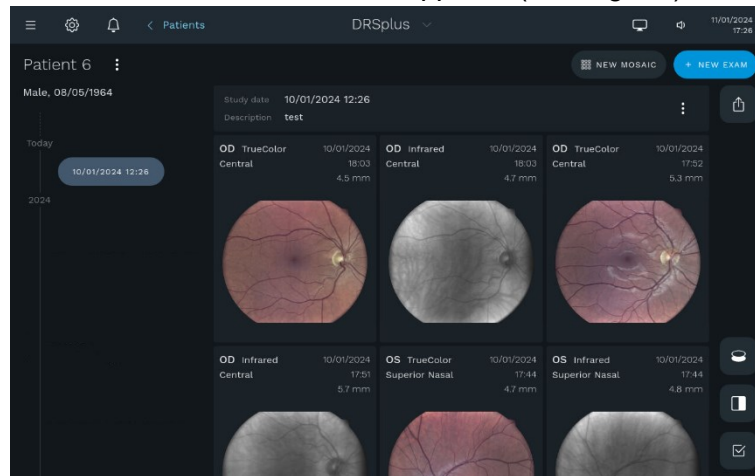 < Patients
DRSplus
11/01/2024
17:26
Patient 6
NEW MOSAIC
+ NEW EXAM
Male, 08/05/1964
Study date 10/01/2024 12:26
Description test
Today
10/01/2024 12:26
2024
OD TrueColor 10/01/2024
Central 18:03
4.5 mm
OD Infrared 10/01/2024
Central 18:03
4.7 mm
OD TrueColor 10/01/2024
Central 17:52
5.3 mm
OD Infrared 10/01/2024
Central 17:51
5.7 mm
OS TrueColor 10/01/2024
Superior Nasal 17:44
4.7 mm
OS Infrared 10/01/2024
Superior Nasal 17:44
4.8 mm